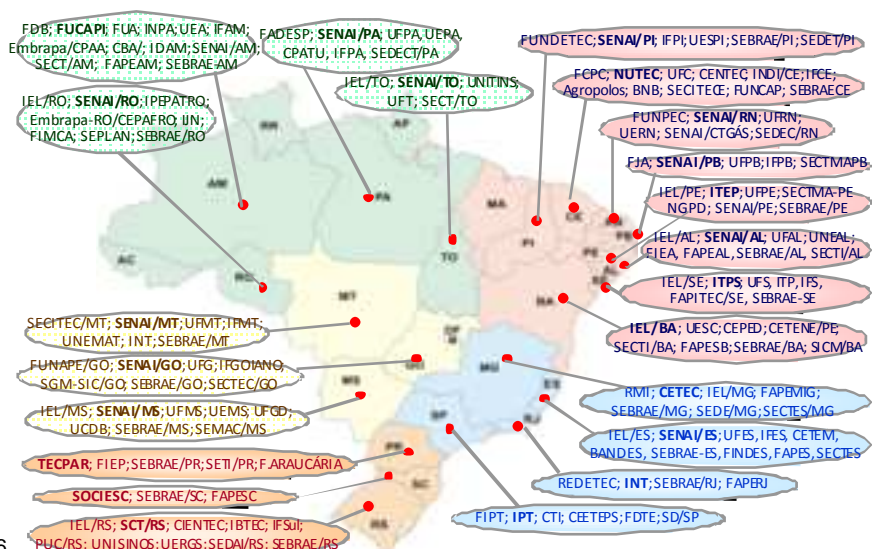 FDB; FUCAPI; FUA; INPA; UEA; IFAM;
Embrapa/CPAA; CBA/; IDAM; SENAI/AM;
SECT/AM; FAPEAM; SEBRAE-AM
FADESP; SENAI/PA; UFPA, UEPA,
CPATU, IFPA, SEDECT/PA
IEL/TO; SENAI/TO; UNITINS;
UFT; SECT/TO
IEL/RO; SENAI/RO; IPEPATRO;
Embrapa-RO/CEPAFRO; IJN;
FIMCA; SEPLAN; SEBRAE/RO
FUNDETEC; SENAI/PI; IFPI; UESPI; SEBRAE/PI; SEDET/PI
FCPC, NUTEC; UFC; CENTEC; INDI/CE; IFCE;
Agropolos; BNB; SECITECE; FUNCAP; SEBRAECE
FUNPEC; SENAI/RN; UFRN;
UERN; SENAI/CTGÁS; SEDEC/RN
FJA; SENAI/PB; UFPB; IFPB; SECTMAPB
IEL/PE; ITEP; UFPE; SECTMA-PE
NGPD; SENAI/PE; SEBRAE/PE
IEL/AL; SENAI/AL; UFAL; UNEAL;
FIEA, FAPEAL, SEBRAE/AL, SECTI/AL
IEL/SE; ITPS; UFS, ITP, IFS,
FAPITEC/SE, SEBRAE-SE
IEL/BA; UESC; CEPED; CETENE/PE,
SECTI/BA; FAPESB; SEBRAE/BA; SICM/BA
SECITEC/MT; SENAI/MT; UFMT; IFMT;
UNEMAT; INT; SEBRAE/MT
FUNAPE/GO; SENAI/GO; UFG; IFGOIANO;
SGM-SIC/GO; SEBRAE/GO; SECTEC/GO
IEL/MS; SENAI/MS; UFMS; UEMS; UFGD;
UCDB; SEBRAE/MS; SEMAC/MS
RMI; CETEC; IEL/MG; FAPEMIG;
SEBRAE/MG; SEDE/MG; SECTES/MG
IEL/ES; SENAI/ES; UFES, IFES, CETEM,
BANDES, SEBRAE-ES, FINDES, FAPES, SECTES
REDETEC; INT; SEBRAE/RJ; FAPERJ
FIPT; IPT; CTI; CEETEPS; FDTE; SD/SP
TECPAR; FIEP; SEBRAE/PR; SETI/PR; F.ARAUCÁRIA
SOCIESC; SEBRAE/SC; FAPESC
IEL/RS; SCT/RS; CIENTEC; IBTEC; IFSul;
PUC/RS; UNISINOS; UERGS; SEDAI/RS; SEBRAE/RS
RR
AP
AM
PA
MA
CE
PI
PE
AL
AC
RO
TO
BA
MT
GO
MG
MS
ES
SP
RJ
PR
SC
RS
6